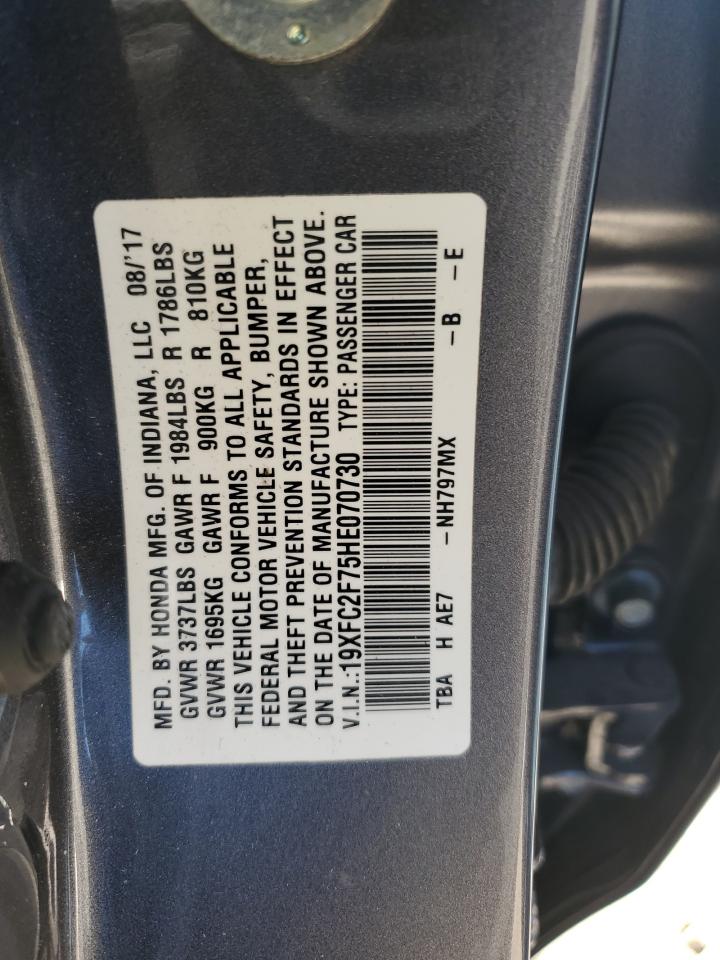 MFD. BY HONDA MFG. OF INDIANA, LLC 08/'17
GVWR 3737LBS GAWR F 1984LBS R 1786LBS
GVWR 1695KG GAWR F 900KG R 810KG
THIS VEHICLE CONFORMS TO ALL APPLICABLE
FEDERAL MOTOR VEHICLE SAFETY, BUMPER,
AND THEFT PREVENTION STANDARDS IN EFFECT
ON THE DATE OF MANUFACTURE SHOWN ABOVE.
V.I.N.:19XFC2F75HE070730 TYPE: PASSENGER CAR
TBA H AE7 -NH797MX -B -E